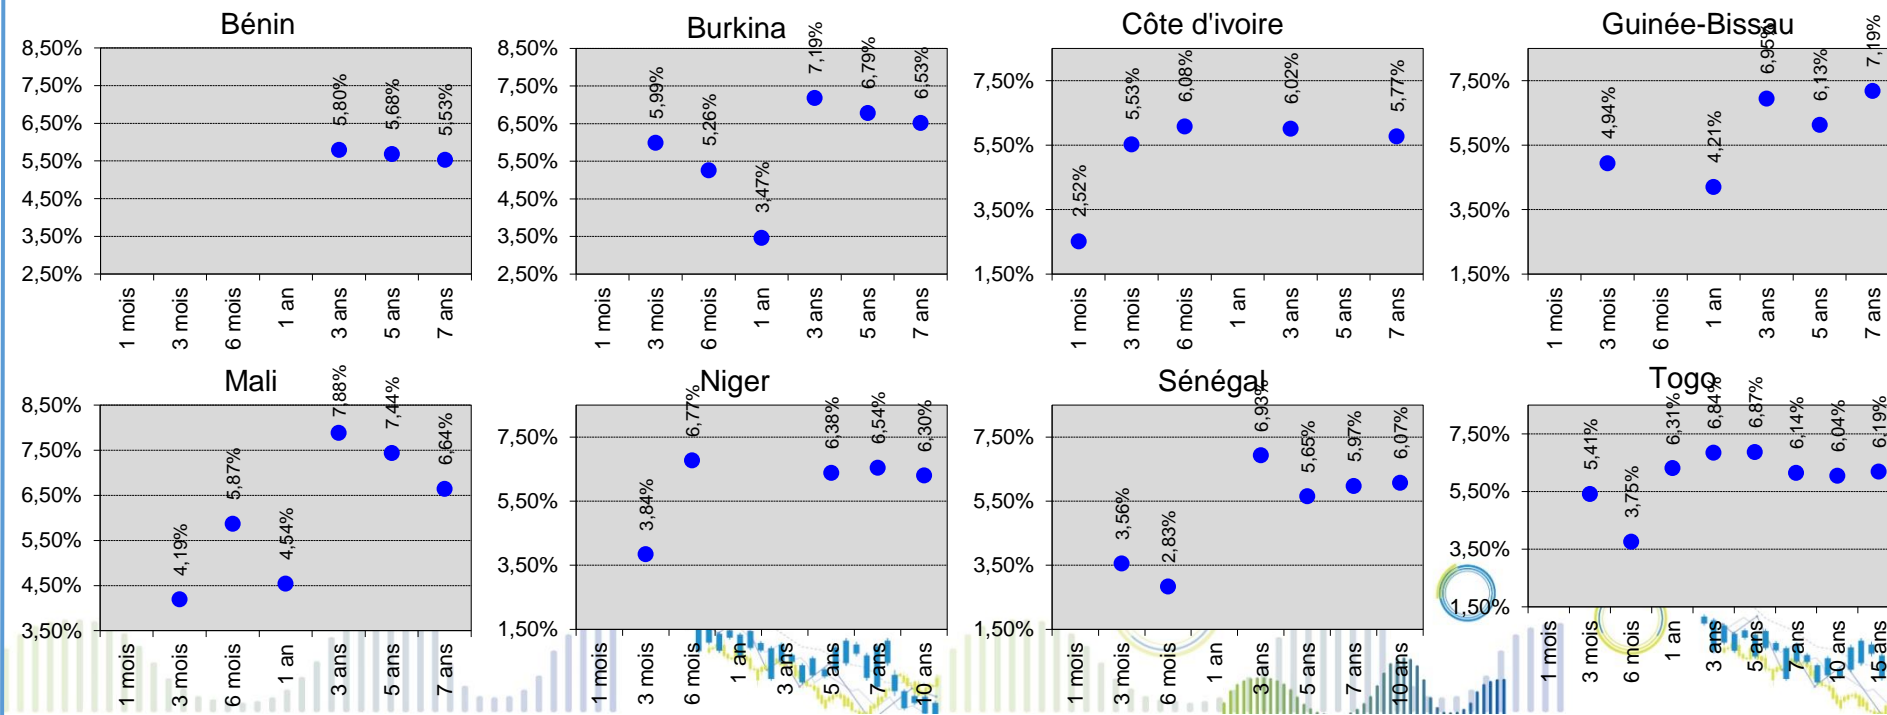 Bénin
8,50%
7,50%
6,50%
5,50%
4,50%
3,50%
2,50%
5,80%
5,68%
5,53%
1 mois
3 mois
6 mois
1 an
3 ans
5 ans
7 ans
Burkina
8,50%
7,50%
6,50%
5,50%
4,50%
3,50%
2,50%
5,99%
5,26%
3,47%
7,19%
6,79%
6,53%
1 mois
3 mois
6 mois
1 an
3 ans
5 ans
7 ans
Côte d'ivoire
7,50%
5,50%
3,50%
1,50%
2,52%
5,53%
6,08%
6,02%
5,77%
1 mois
3 mois
6 mois
1 an
3 ans
5 ans
7 ans
Guinée-Bissau
7,50%
5,50%
3,50%
1,50%
4,94%
4,21%
6,95%
6,13%
7,19%
1 mois
3 mois
6 mois
1 an
3 ans
5 ans
7 ans
Mali
8,50%
7,50%
6,50%
5,50%
4,50%
3,50%
4,19%
5,87%
4,54%
7,88%
7,44%
6,64%
1 mois
3 mois
6 mois
1 an
3 ans
5 ans
7 ans
Niger
7,50%
5,50%
3,50%
1,50%
3,84%
6,77%
6,38%
6,54%
6,30%
1 mois
3 mois
6 mois
1 an
3 ans
5 ans
7 ans
10 ans
Sénégal
7,50%
5,50%
3,50%
1,50%
3,56%
2,83%
6,93%
5,65%
5,97%
6,07%
1 mois
3 mois
6 mois
1 an
3 ans
5 ans
7 ans
10 ans
Togo
7,50%
5,50%
3,50%
1,50%
5,41%
3,75%
6,31%
6,84%
6,87%
6,14%
6,04%
6,19%
1 mois
3 mois
6 mois
1 an
3 ans
5 ans
7 ans
10 ans
15 ans